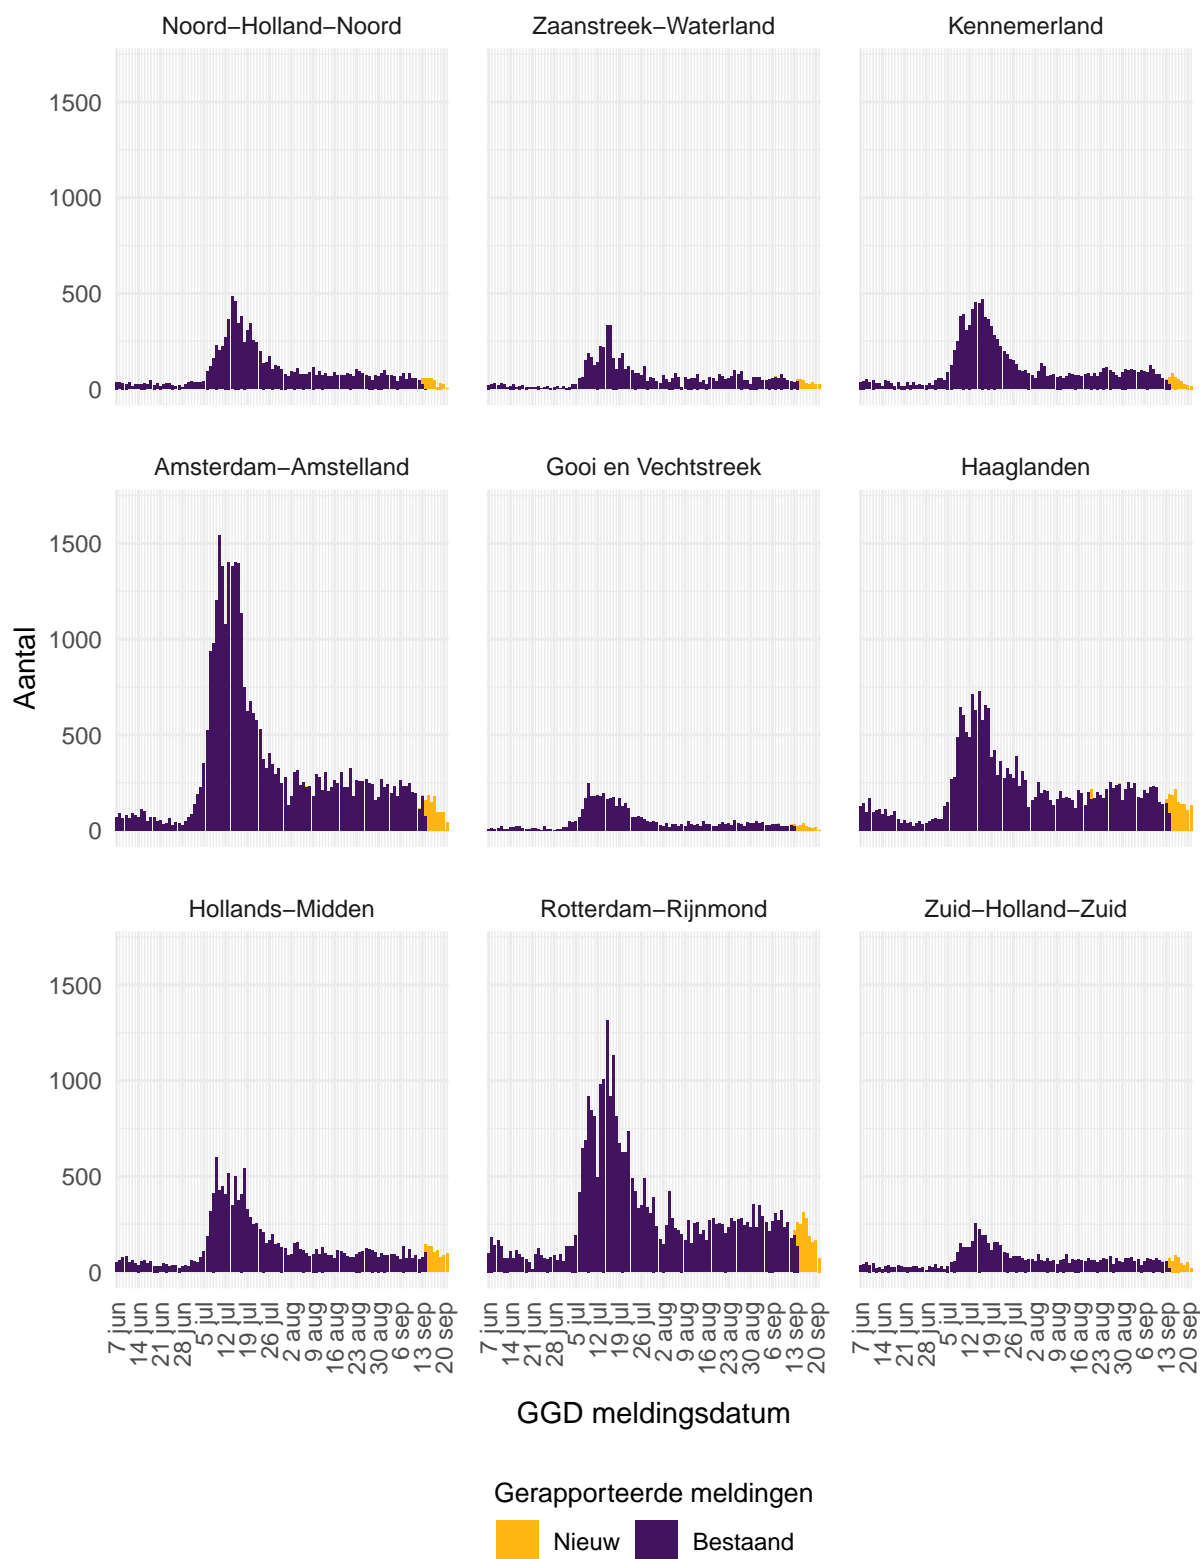 Noord−Holland−Noord Zaanstreek−Waterland Kennemerland
1500
1000
500
0
Amsterdam−Amstelland Gooi en Vechtstreek Haaglanden
1500
1000
500
0
Aantal
Hollands−Midden Rotterdam−Rijnmond Zuid−Holland−Zuid
1500
1000
500
0
7 jun 14 jun 21 jun 28 jun 5 jul 12 jul 19 jul 26 jul 2 aug 9 aug 16 aug 23 aug 30 aug 6 sep 13 sep 20 sep
7 jun 14 jun 21 jun 28 jun 5 jul 12 jul 19 jul 26 jul 2 aug 9 aug 16 aug 23 aug 30 aug 6 sep 13 sep 20 sep
7 jun 14 jun 21 jun 28 jun 5 jul 12 jul 19 jul 26 jul 2 aug 9 aug 16 aug 23 aug 30 aug 6 sep 13 sep 20 sep
GGD meldingsdatum
Gerapporteerde meldingen
Nieuw Bestaand